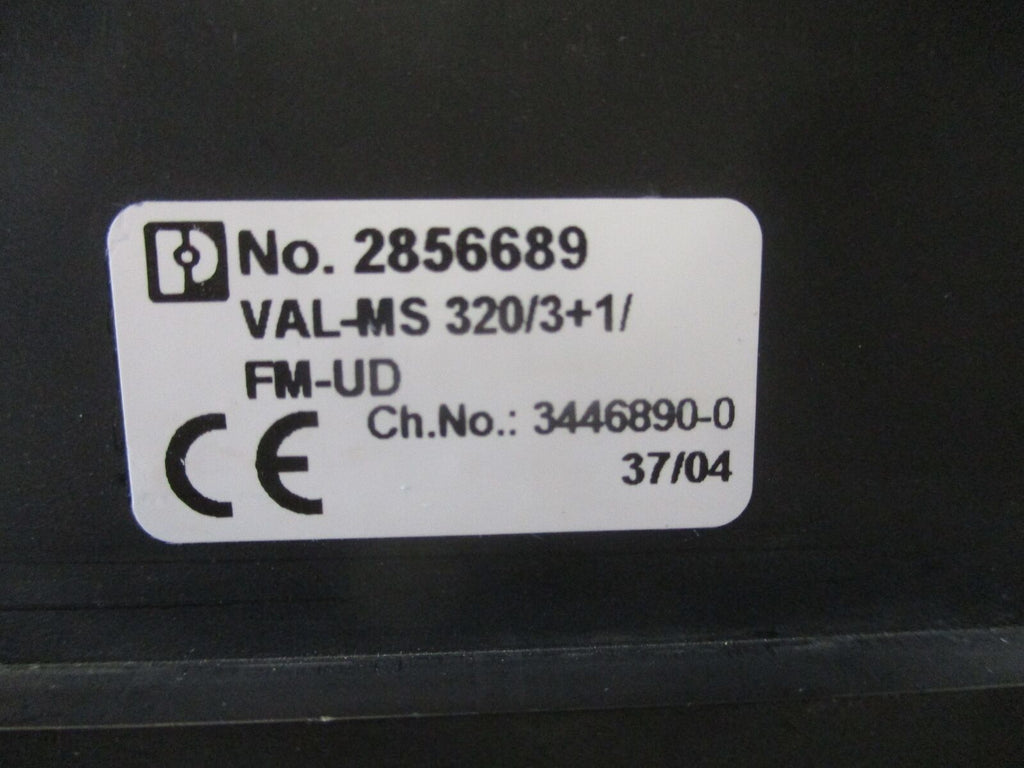 No. 2856689
VAL-MS 320/3+1/
FM-UD
Ch.No.: 3446890-0
37/04
CE